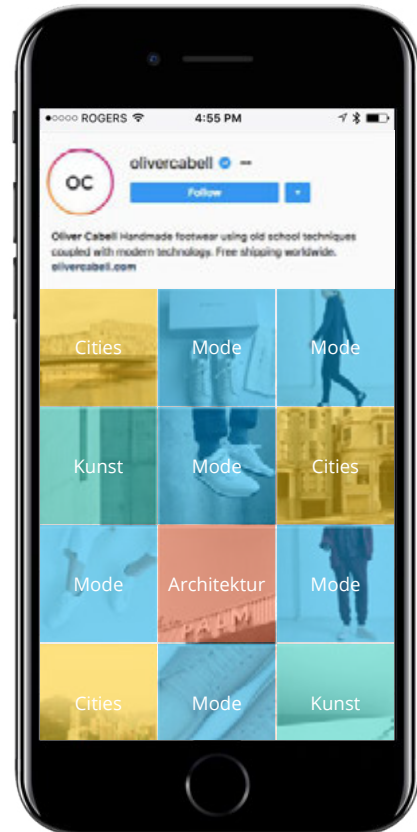 ROGERS 4:55 PM
olivercabell
OC
Follow
Oliver Cabell Handmade footwear using old school techniques
coupled with modern technology. Free shipping worldwide.
olivercabell.com
Cities Mode Mode
Kunst Mode Cities
Mode Architektur Mode
PALM
Cities Mode Kunst